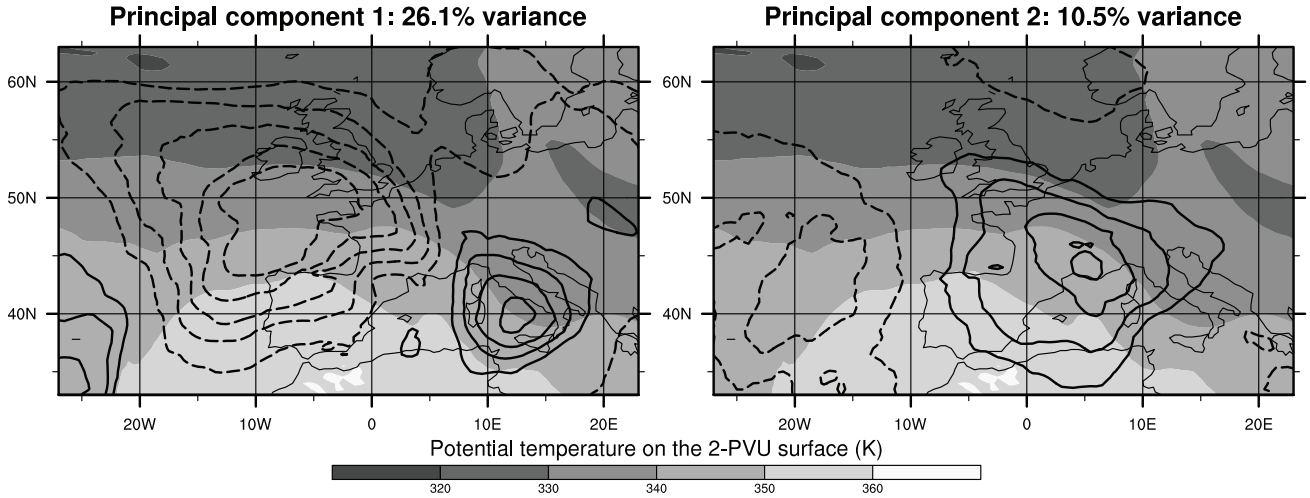 Principal component 1: 26.1% variance
Principal component 2: 10.5% variance
60N
50N
40N
20W
10W
0
10E
20E
60N
50N
40N
20W
10W
0
10E
20E
Potential temperature on the 2-PVU surface (K)
320
330
340
350
360